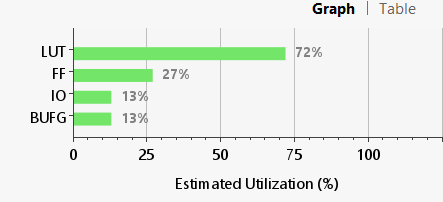 Graph | Table
LUT 72%
FF 27%
IO 13%
BUFG 13%
0 25 50 75 100
Estimated Utilization (%)